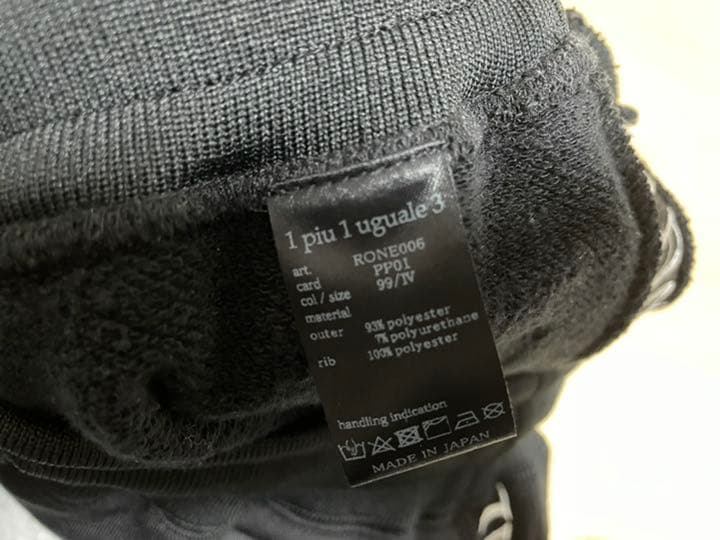 1 piu 1 uguale 3
art. RONE006
card PP01
col / size 99/IV
material
outer 93% polyester
7% polyurethane
rib 100% polyester
handling indication
MADE IN JAPAN